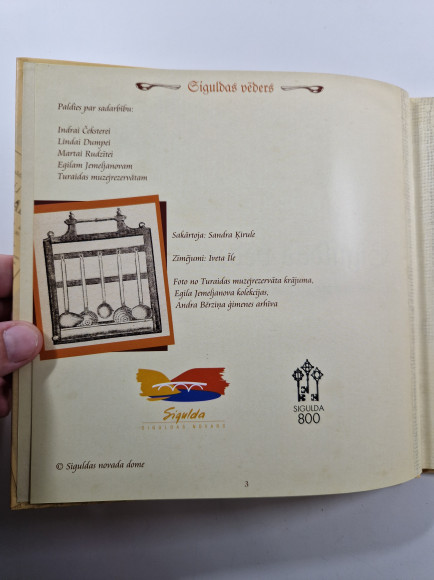 Siguldas vēders
Paldies par sadarbību:
Indrai Čeksterei
Lindai Dumpei
Martai Rudzītei
Egilam Jemeļjanovam
Turaidas muzejrezervātam
Sakārtoja: Sandra Ķirule
Zīmējumi: Iveta Īle
Foto no Turaidas muzejrezervāta krājuma,
Egila Jemeļjanova kolekcijas,
Andra Bērziņa ģimenes arhīva
Sigulda
SIGULDAS NOVADS
SIGULDA
800
© Siguldas novada dome
3